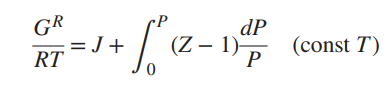 G^R/RT = J + ∫_0^P (Z − 1) dP/P (const T)